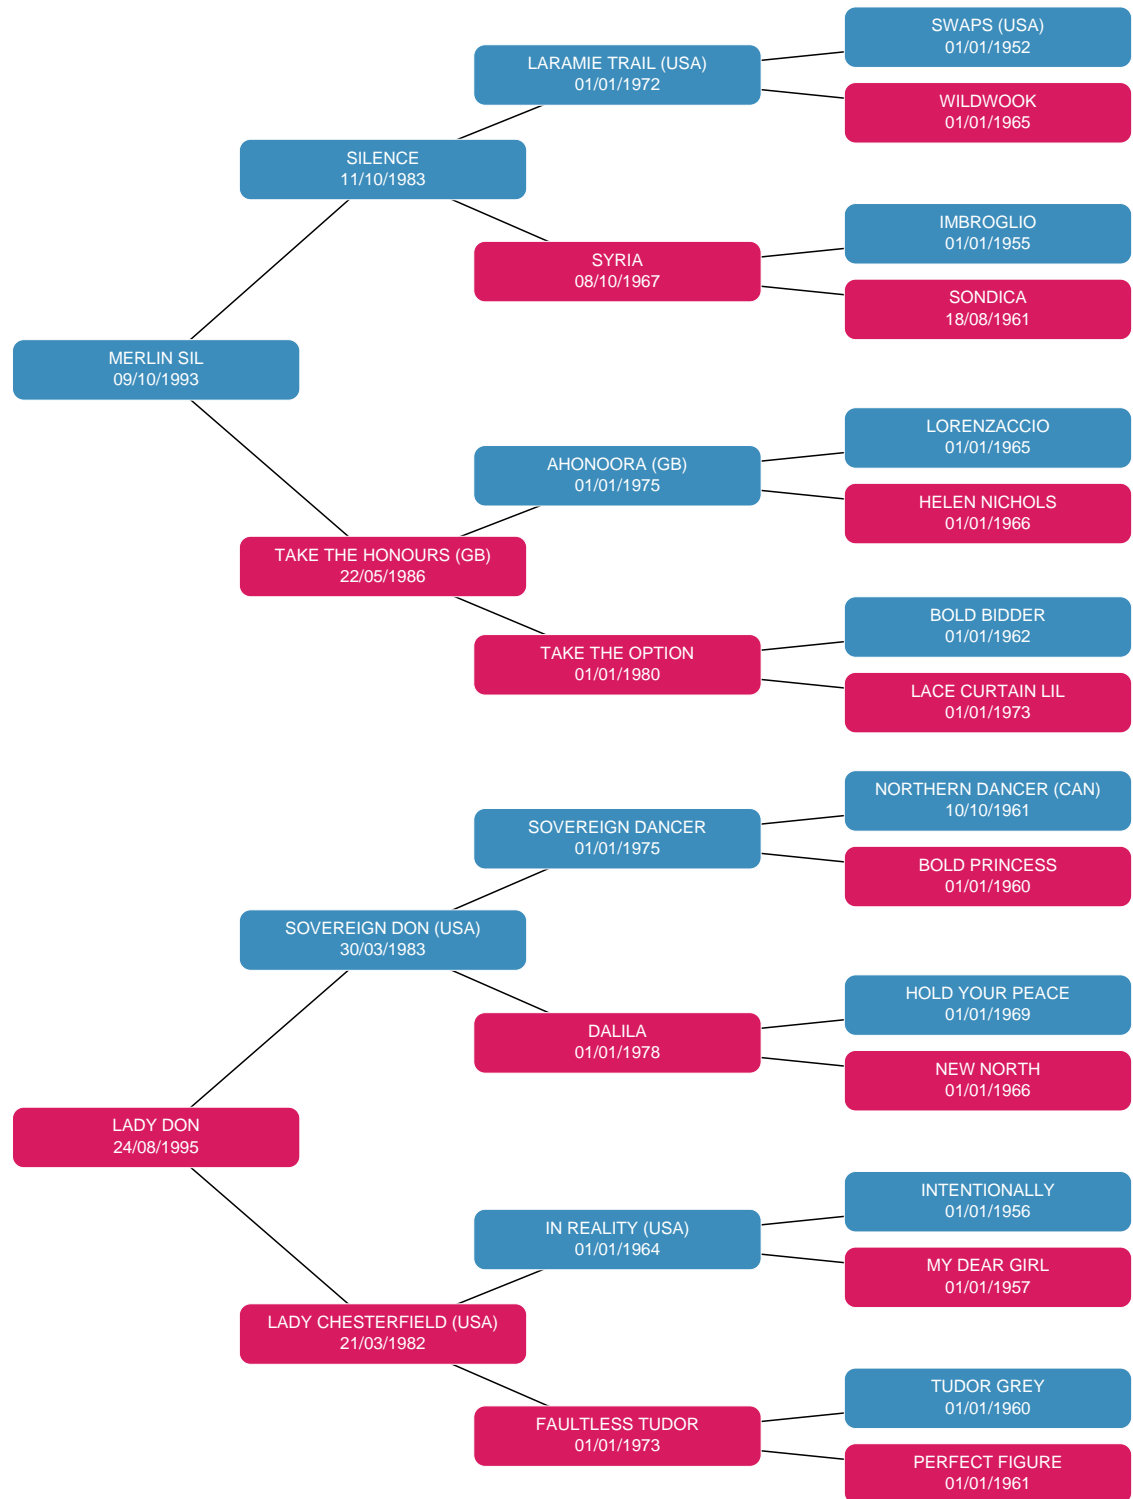 SWAPS (USA)
01/01/1952
LARAMIE TRAIL (USA)
01/01/1972
WILDWOOK
01/01/1965
SILENCE
11/10/1983
IMBROGLIO
01/01/1955
SYRIA
08/10/1967
SONDICA
18/08/1961
MERLIN SIL
09/10/1993
LORENZACCIO
01/01/1965
AHONOORA (GB)
01/01/1975
HELEN NICHOLS
01/01/1966
TAKE THE HONOURS (GB)
22/05/1986
BOLD BIDDER
01/01/1962
TAKE THE OPTION
01/01/1980
LACE CURTAIN LIL
01/01/1973
NORTHERN DANCER (CAN)
10/10/1961
SOVEREIGN DANCER
01/01/1975
BOLD PRINCESS
01/01/1960
SOVEREIGN DON (USA)
30/03/1983
HOLD YOUR PEACE
01/01/1969
DALILA
01/01/1978
NEW NORTH
01/01/1966
LADY DON
24/08/1995
INTENTIONALLY
01/01/1956
IN REALITY (USA)
01/01/1964
MY DEAR GIRL
01/01/1957
LADY CHESTERFIELD (USA)
21/03/1982
TUDOR GREY
01/01/1960
FAULTLESS TUDOR
01/01/1973
PERFECT FIGURE
01/01/1961